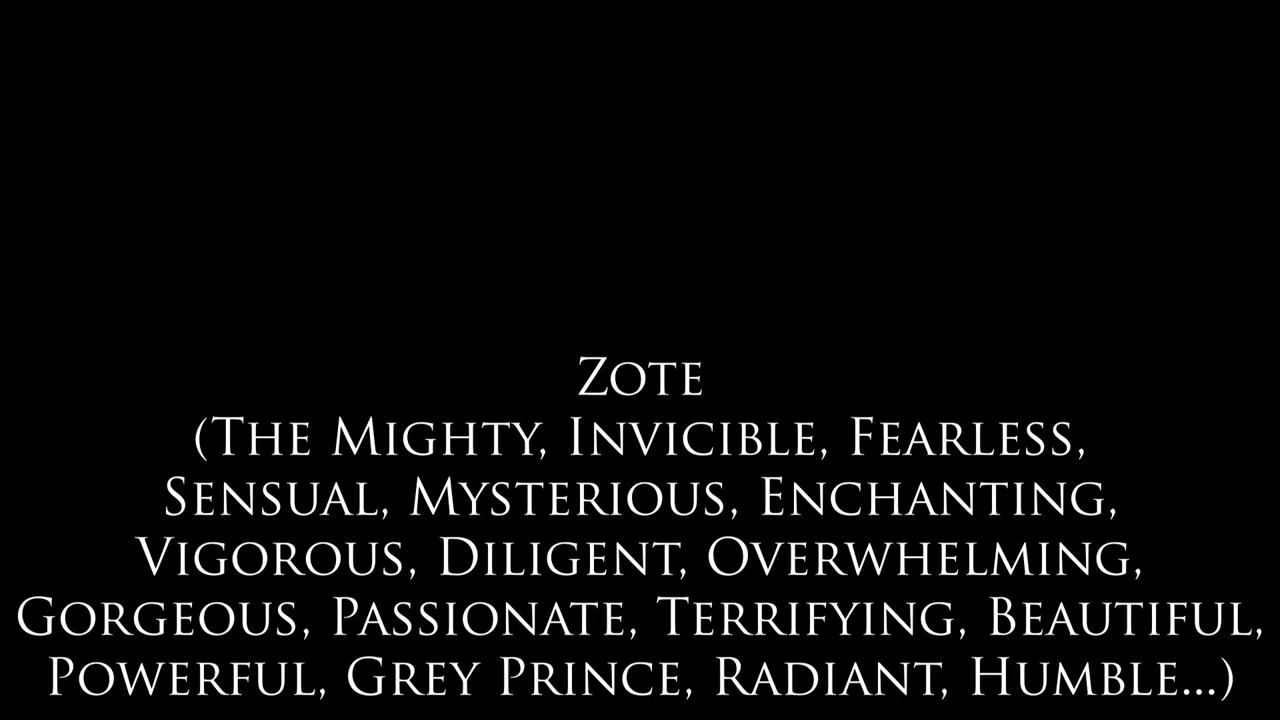 Zote
(The Mighty, Invicible, Fearless,
Sensual, Mysterious, Enchanting,
Vigorous, Diligent, Overwhelming,
Gorgeous, Passionate, Terrifying, Beautiful,
Powerful, Grey Prince, Radiant, Humble...)